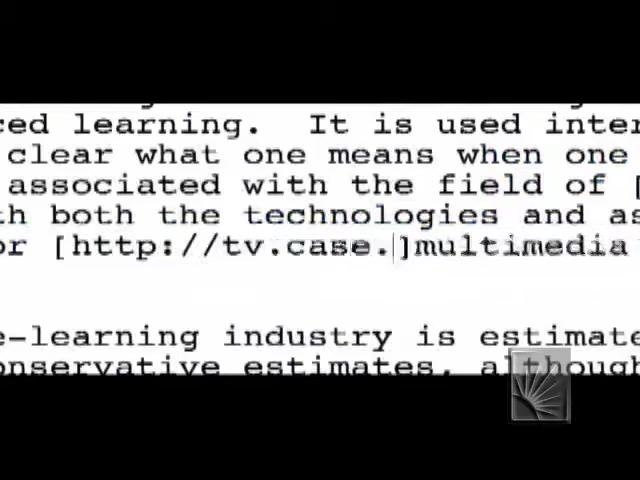 ced learning.  It is used inter
clear what one means when one
associated with the field of [
th both the technologies and as
or [http://tv.case.]multimedia
e-learning industry is estimate
onservative estimates, although